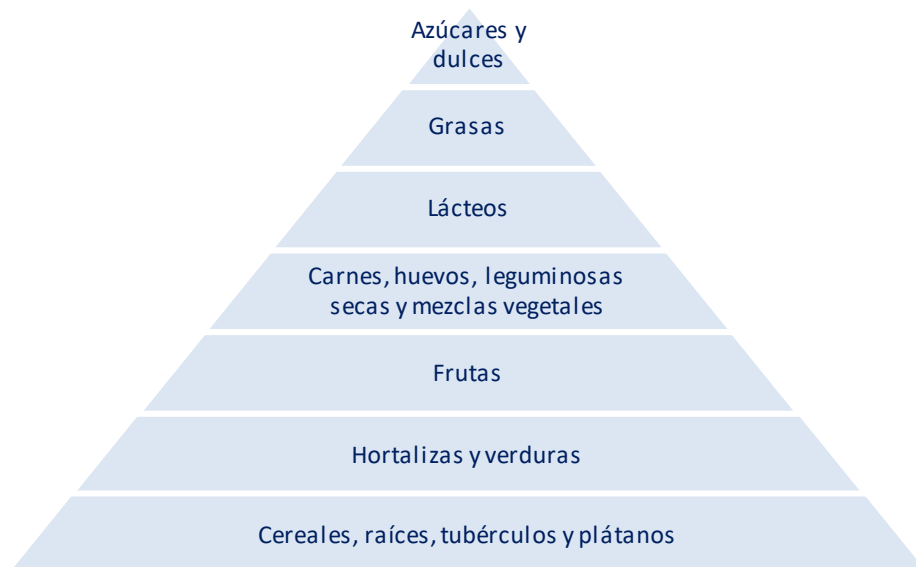 Azúcares y
dulces
Grasas
Lácteos
Carnes, huevos, leguminosas
secas y mezclas vegetales
Frutas
Hortalizas y verduras
Cereales, raíces, tubérculos y plátanos